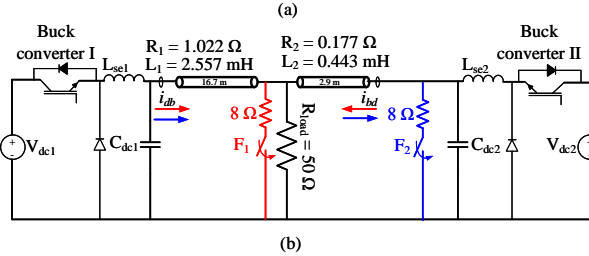 (a)
Buck
converter I
Buck
converter II
R₁ = 1.022 Ω
L₁ = 2.557 mH
R₂ = 0.177 Ω
L₂ = 0.443 mH
Lse1
Lse2
16.7 m
2.9 m
idb
ibd
8 Ω
8 Ω
F₁
F₂
Rload = 50 Ω
Vdc1
Cdc1
Cdc2
Vdc2
+
-
(b)